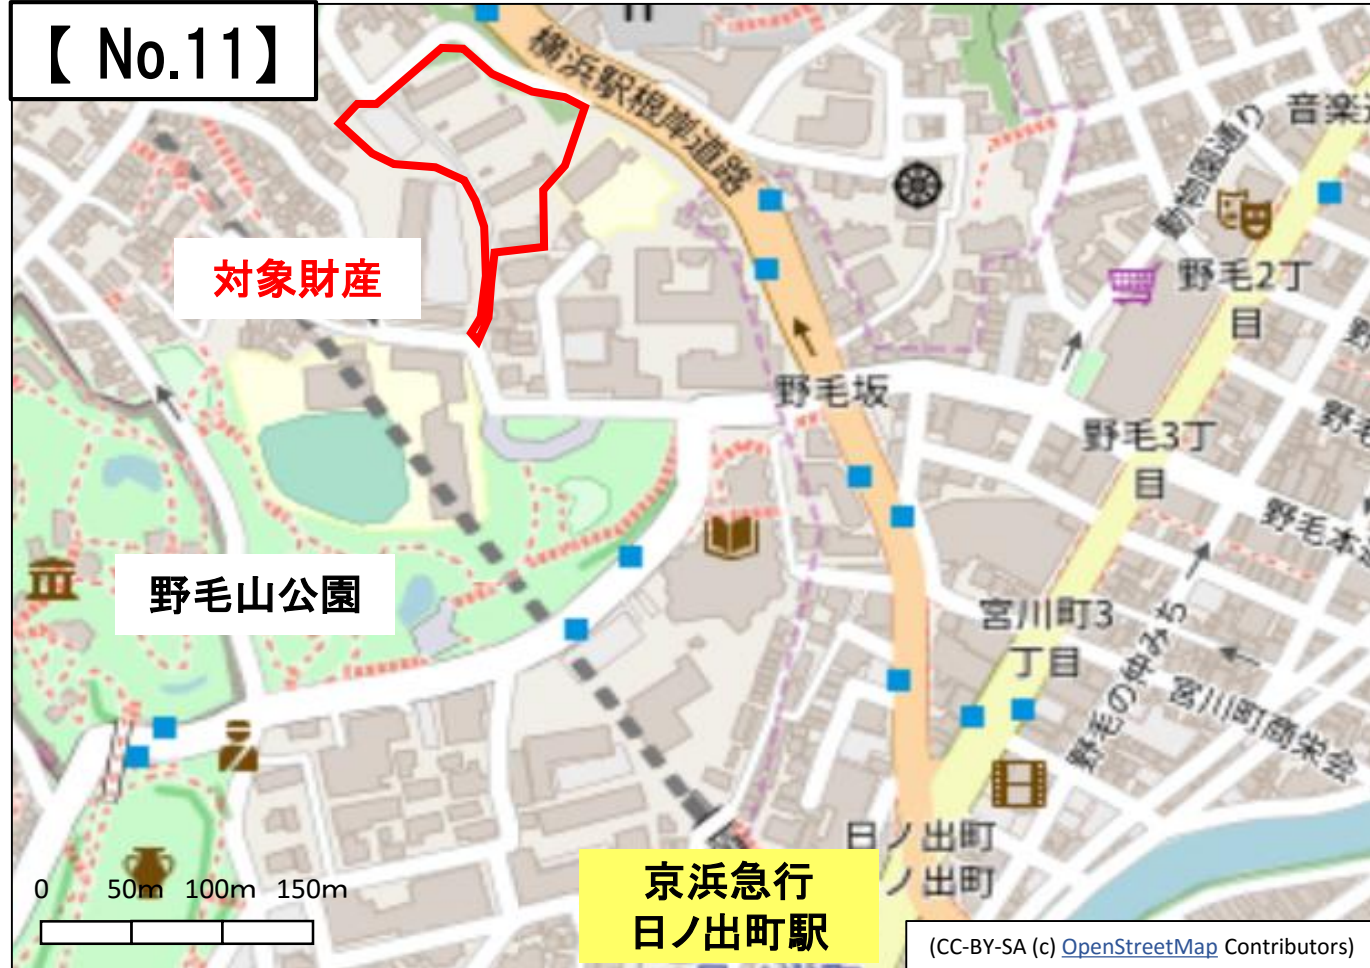 【 No.11】
横浜駅根岸道路
動物園通り
音楽
対象財産
野毛2丁
目
野毛坂
野毛3丁
目
野毛本
野毛山公園
宮川町3
丁目
野毛の仲みち
宮川町商栄会
日ノ出町
ノ出町
0 50m 100m 150m
京浜急行
日ノ出町駅
(CC-BY-SA (c) OpenStreetMap Contributors)